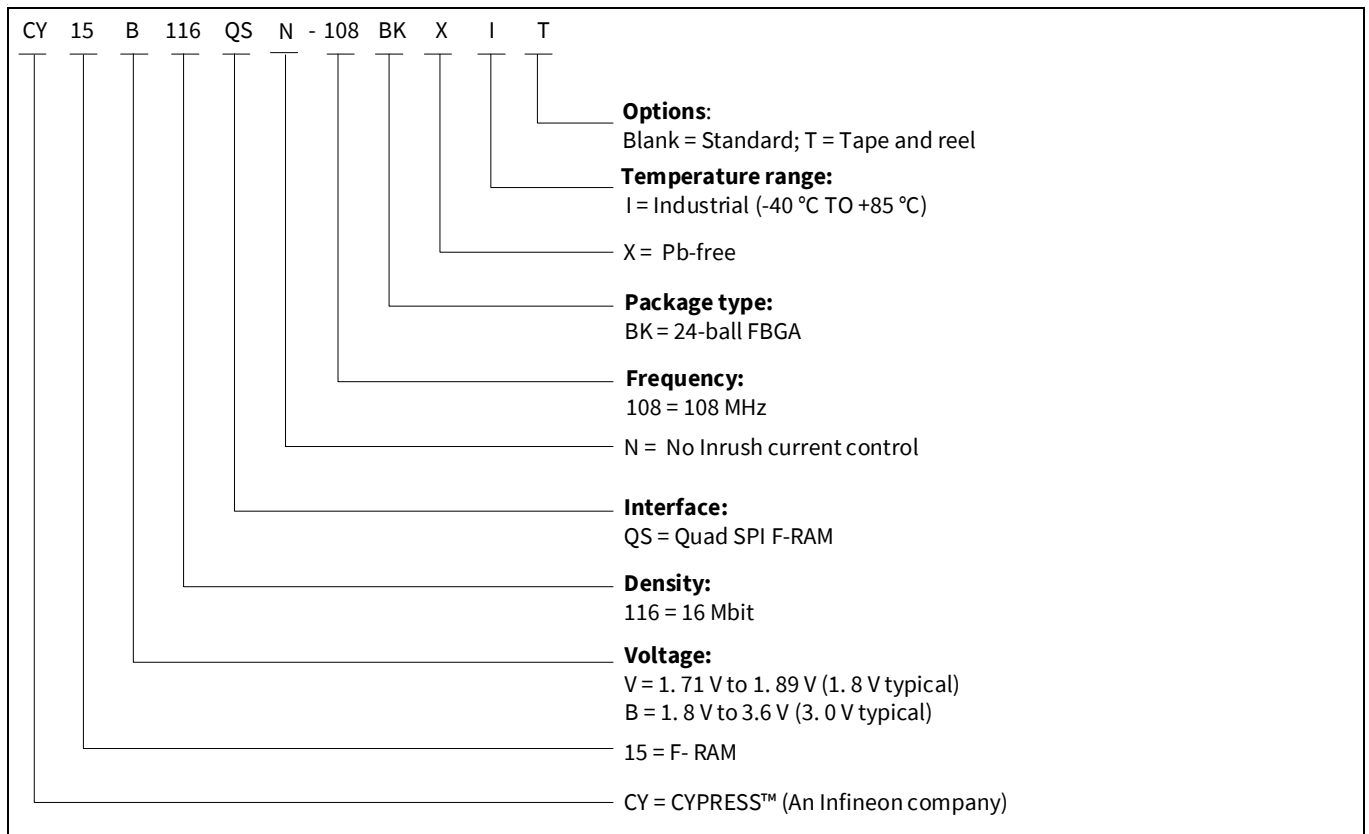 CY 15 B 116 QS N - 108 BK X I T
Options:
Blank = Standard; T = Tape and reel
Temperature range:
I = Industrial (-40 °C TO +85 °C)
X = Pb-free
Package type:
BK = 24-ball FBGA
Frequency:
108 = 108 MHz
N = No Inrush current control
Interface:
QS = Quad SPI F-RAM
Density:
116 = 16 Mbit
Voltage:
V = 1. 71 V to 1. 89 V (1. 8 V typical)
B = 1. 8 V to 3.6 V (3. 0 V typical)
15 = F- RAM
CY = CYPRESS™ (An Infineon company)